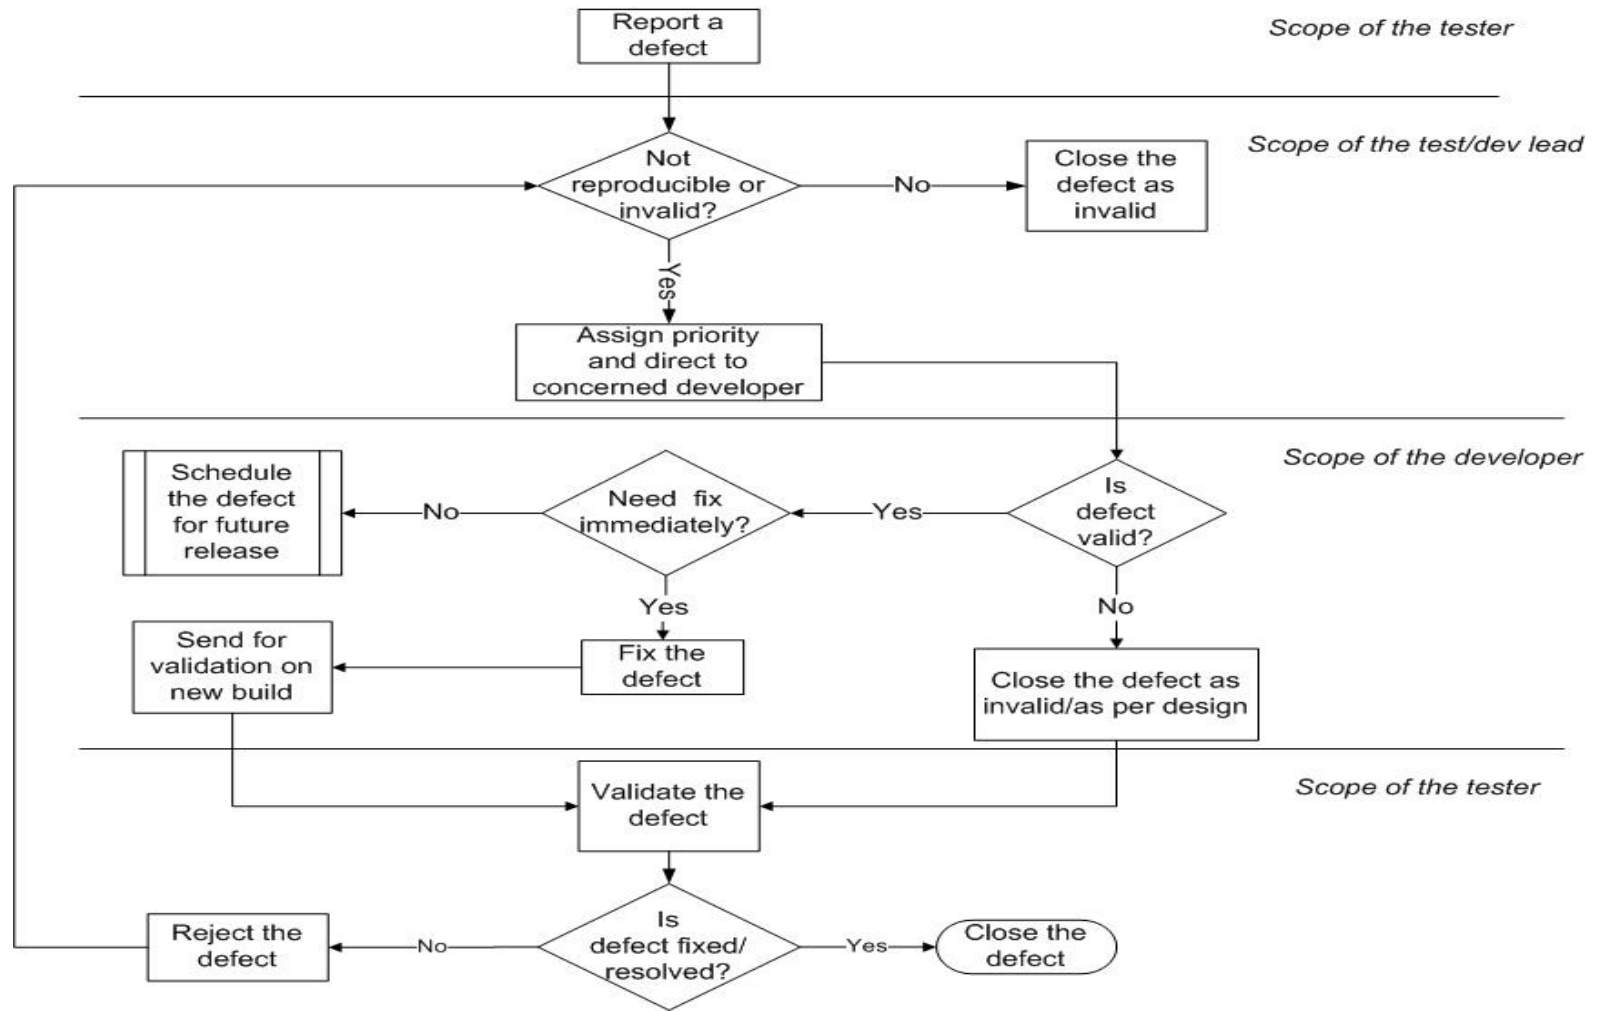 Report a
defect
Scope of the tester
Scope of the test/dev lead
Not
reproducible or
invalid?
No
Close the
defect as
invalid
Yes
Assign priority
and direct to
concerned developer
Scope of the developer
Schedule
the defect
for future
release
No
Need fix
immediately?
Yes
Is
defect
valid?
Yes
No
Send for
validation on
new build
Fix the
defect
Close the defect as
invalid/as per design
Scope of the tester
Validate the
defect
Reject the
defect
No
Is
defect fixed/
resolved?
Yes
Close the
defect